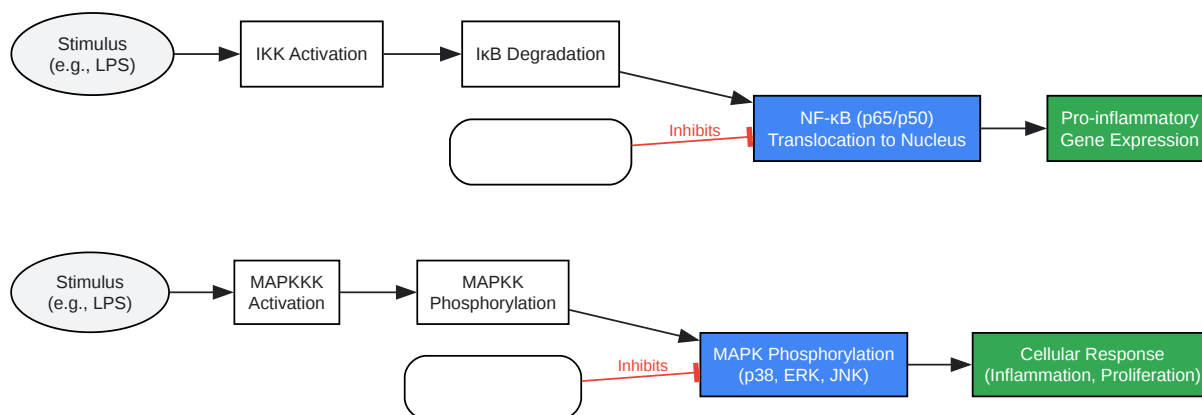 Stimulus
(e.g., LPS)
IKK Activation
IκB Degradation
Inhibits
NF-κB (p65/p50)
Translocation to Nucleus
Pro-inflammatory
Gene Expression
Stimulus
(e.g., LPS)
MAPKKK
Activation
MAPKK
Phosphorylation
Inhibits
MAPK Phosphorylation
(p38, ERK, JNK)
Cellular Response
(Inflammation, Proliferation)